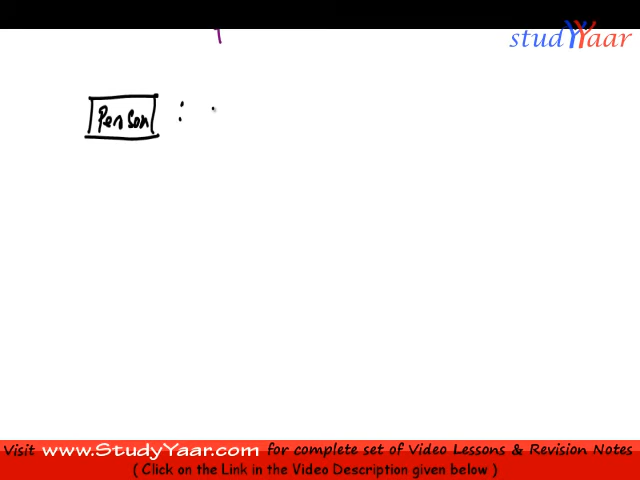 studYYaar
Person :
Visit www.StudyYaar.com for complete set of Video Lessons & Revision Notes
( Click on the Link in the Video Description given below )